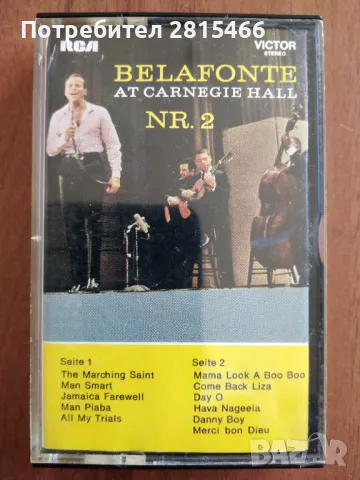 Потребител 2815466
RCA
VICTOR
STEREO
BELAFONTE
AT CARNEGIE HALL
NR. 2
Seite 1
The Marching Saint
Man Smart
Jamaica Farewell
Man Piaba
All My Trials
Seite 2
Mama Look A Boo Boo
Come Back Liza
Day O
Hava Nageela
Danny Boy
Merci bon Dieu
BAZAR